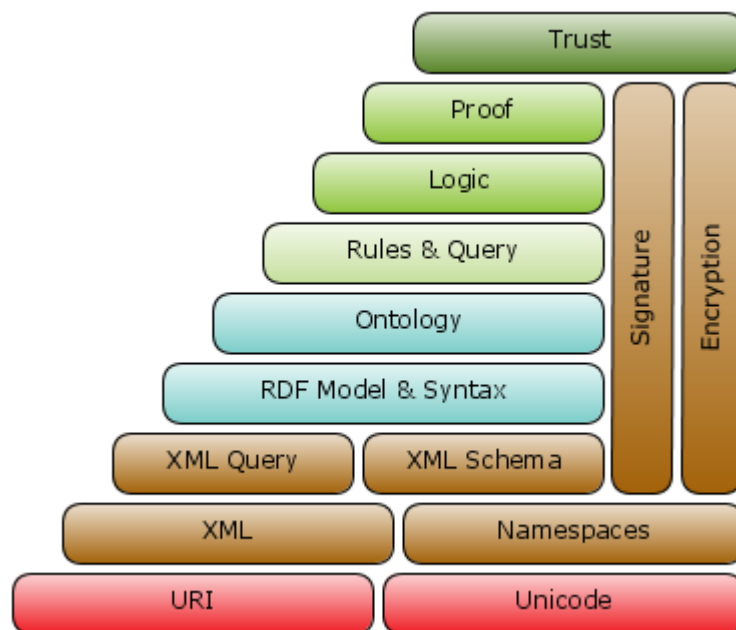 Trust
Proof
Logic
Rules & Query
Ontology
RDF Model & Syntax
Signature
Encryption
XML Query
XML Schema
XML
Namespaces
URI
Unicode